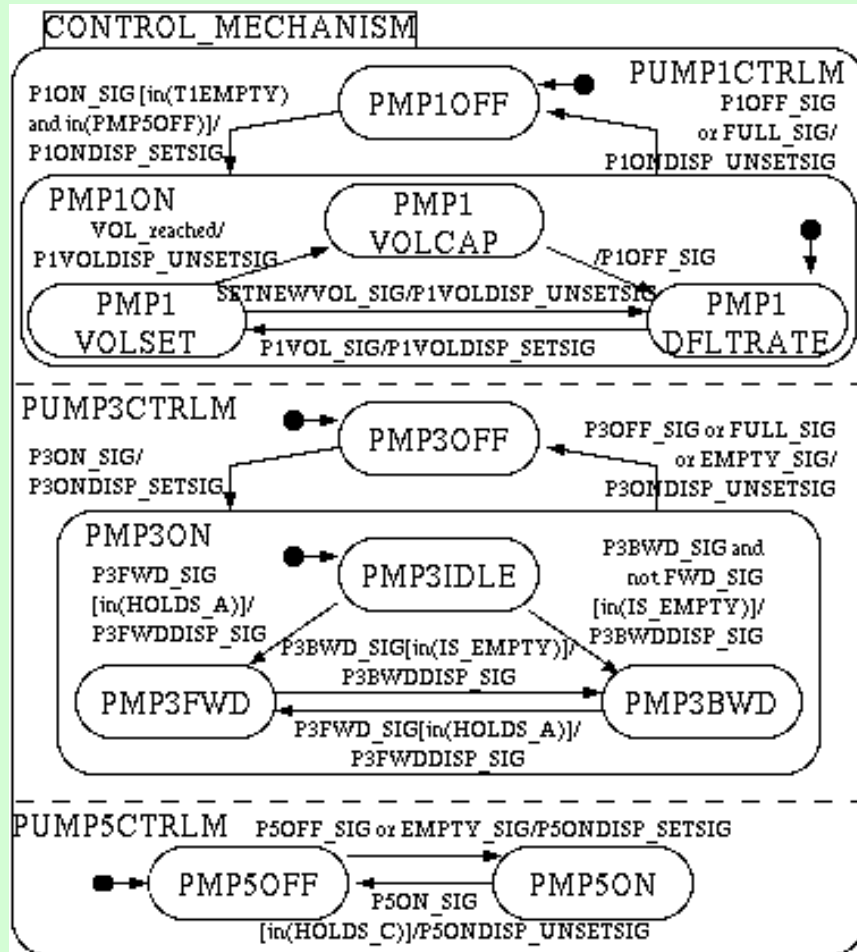 CONTROL_MECHANISM
PUMP1CTRLM
PMP1OFF
P1ON_SIG [in(T1EMPTY)
and in(PMP5OFF)]/
P1ONDISP_SETSIG
P1OFF_SIG
or FULL_SIG/
P1ONDISP_UNSETSIG
PMP1ON
VOL_reached/
P1VOLDISP_UNSETSIG
PMP1
VOLCAP
/P1OFF_SIG
SETNEWVOL_SIG/P1VOLDISP_UNSETSIG
PMP1
VOLSET
PMP1
DFLTRATE
P1VOL_SIG/P1VOLDISP_SETSIG
PUMP3CTRLM
PMP3OFF
P3ON_SIG/
P3ONDISP_SETSIG
P3OFF_SIG or FULL_SIG
or EMPTY_SIG/
P3ONDISP_UNSETSIG
PMP3ON
PMP3IDLE
P3FWD_SIG
[in(HOLDS_A)]/
P3FWDDISP_SIG
P3BWD_SIG and
not FWD_SIG
[in(IS_EMPTY)]/
P3BWDDISP_SIG
P3BWD_SIG[in(IS_EMPTY)]/
P3BWDDISP_SIG
PMP3FWD
PMP3BWD
P3FWD_SIG[in(HOLDS_A)]/
P3FWDDISP_SIG
PUMP5CTRLM
P5OFF_SIG or EMPTY_SIG/P5ONDISP_SETSIG
PMP5OFF
PMP5ON
P5ON_SIG
[in(HOLDS_C)]/P5ONDISP_UNSETSIG